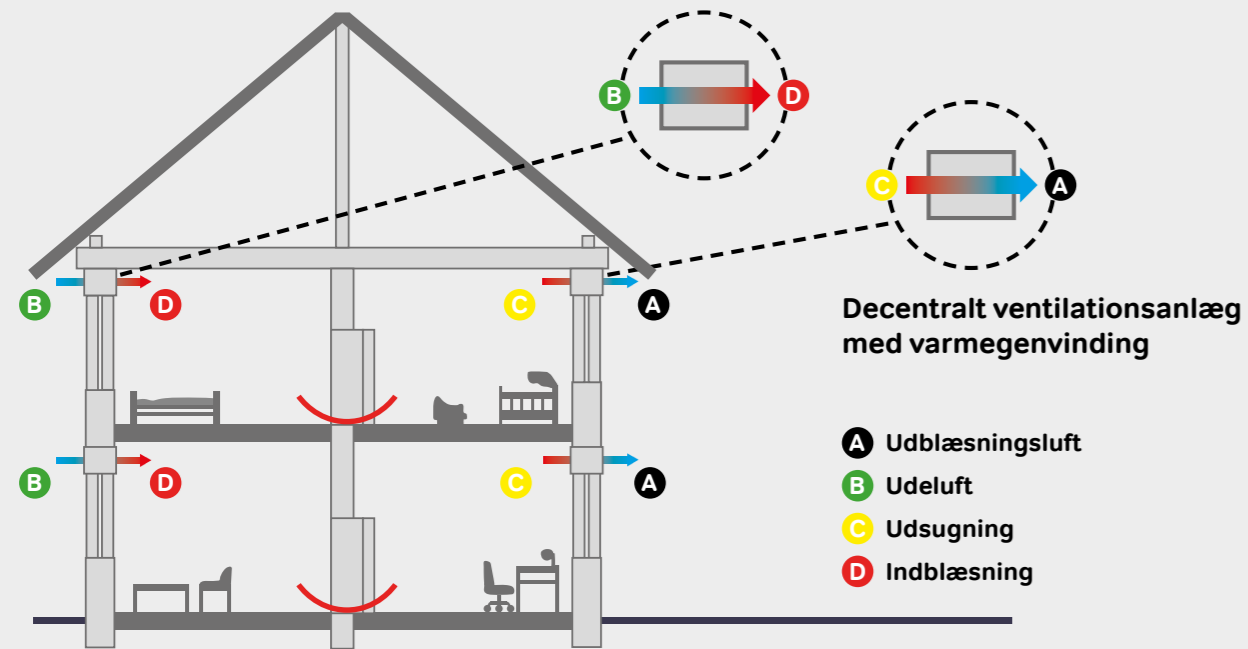 B
D
C
A
B
D
C
A
Decentralt ventilationsanlæg
med varmegenvinding
A Udblæsningsluft
B Udeluft
B
D
C
A
C Udsugning
D Indblæsning